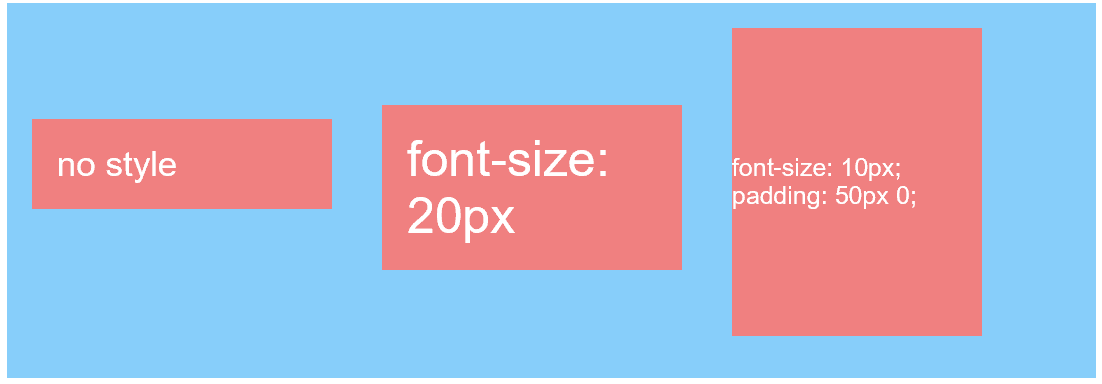 no style
font-size:
20px
font-size: 10px;
padding: 50px 0;